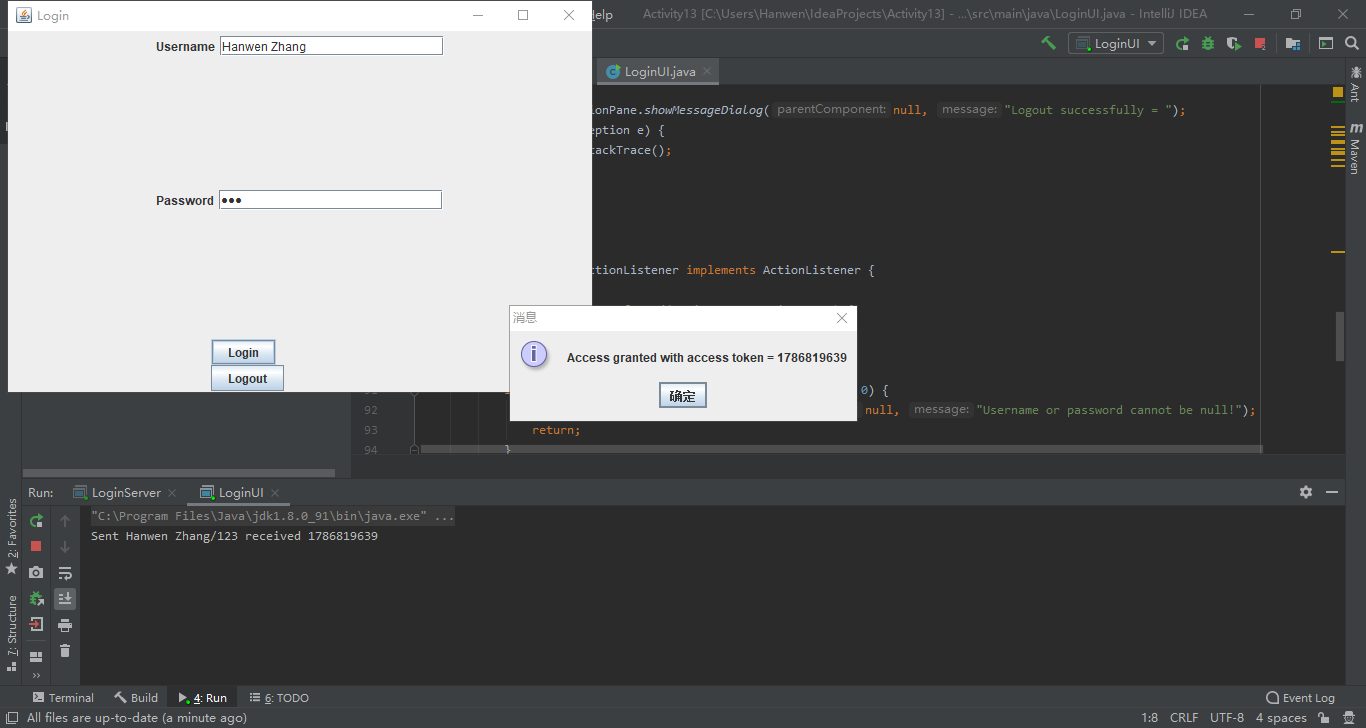 Login
elp
Activity13 [C:\Users\Hanwen\IdeaProjects\Activity13] - ...\src\main\java\LoginUI.java - IntelliJ IDEA
Username Hanwen Zhang
LoginUI
LoginUI.java
Ant
Maven
ionPane.showMessageDialog( parentComponent: null, message: "Logout successfully = ");
eption e) {
tackTrace();
Password •••
ctionListener implements ActionListener {
消息
Access granted with access token = 1786819639
确定
Login
Logout
0) {
92 null, message: "Username or password cannot be null!");
93 return;
94 }
Run: LoginServer LoginUI
"C:\Program Files\Java\jdk1.8.0_91\bin\java.exe" ...
Sent Hanwen Zhang/123 received 1786819639
2: Favorites
7: Structure
Terminal Build 4: Run 6: TODO Event Log
All files are up-to-date (a minute ago) 1:8 CRLF UTF-8 4 spaces